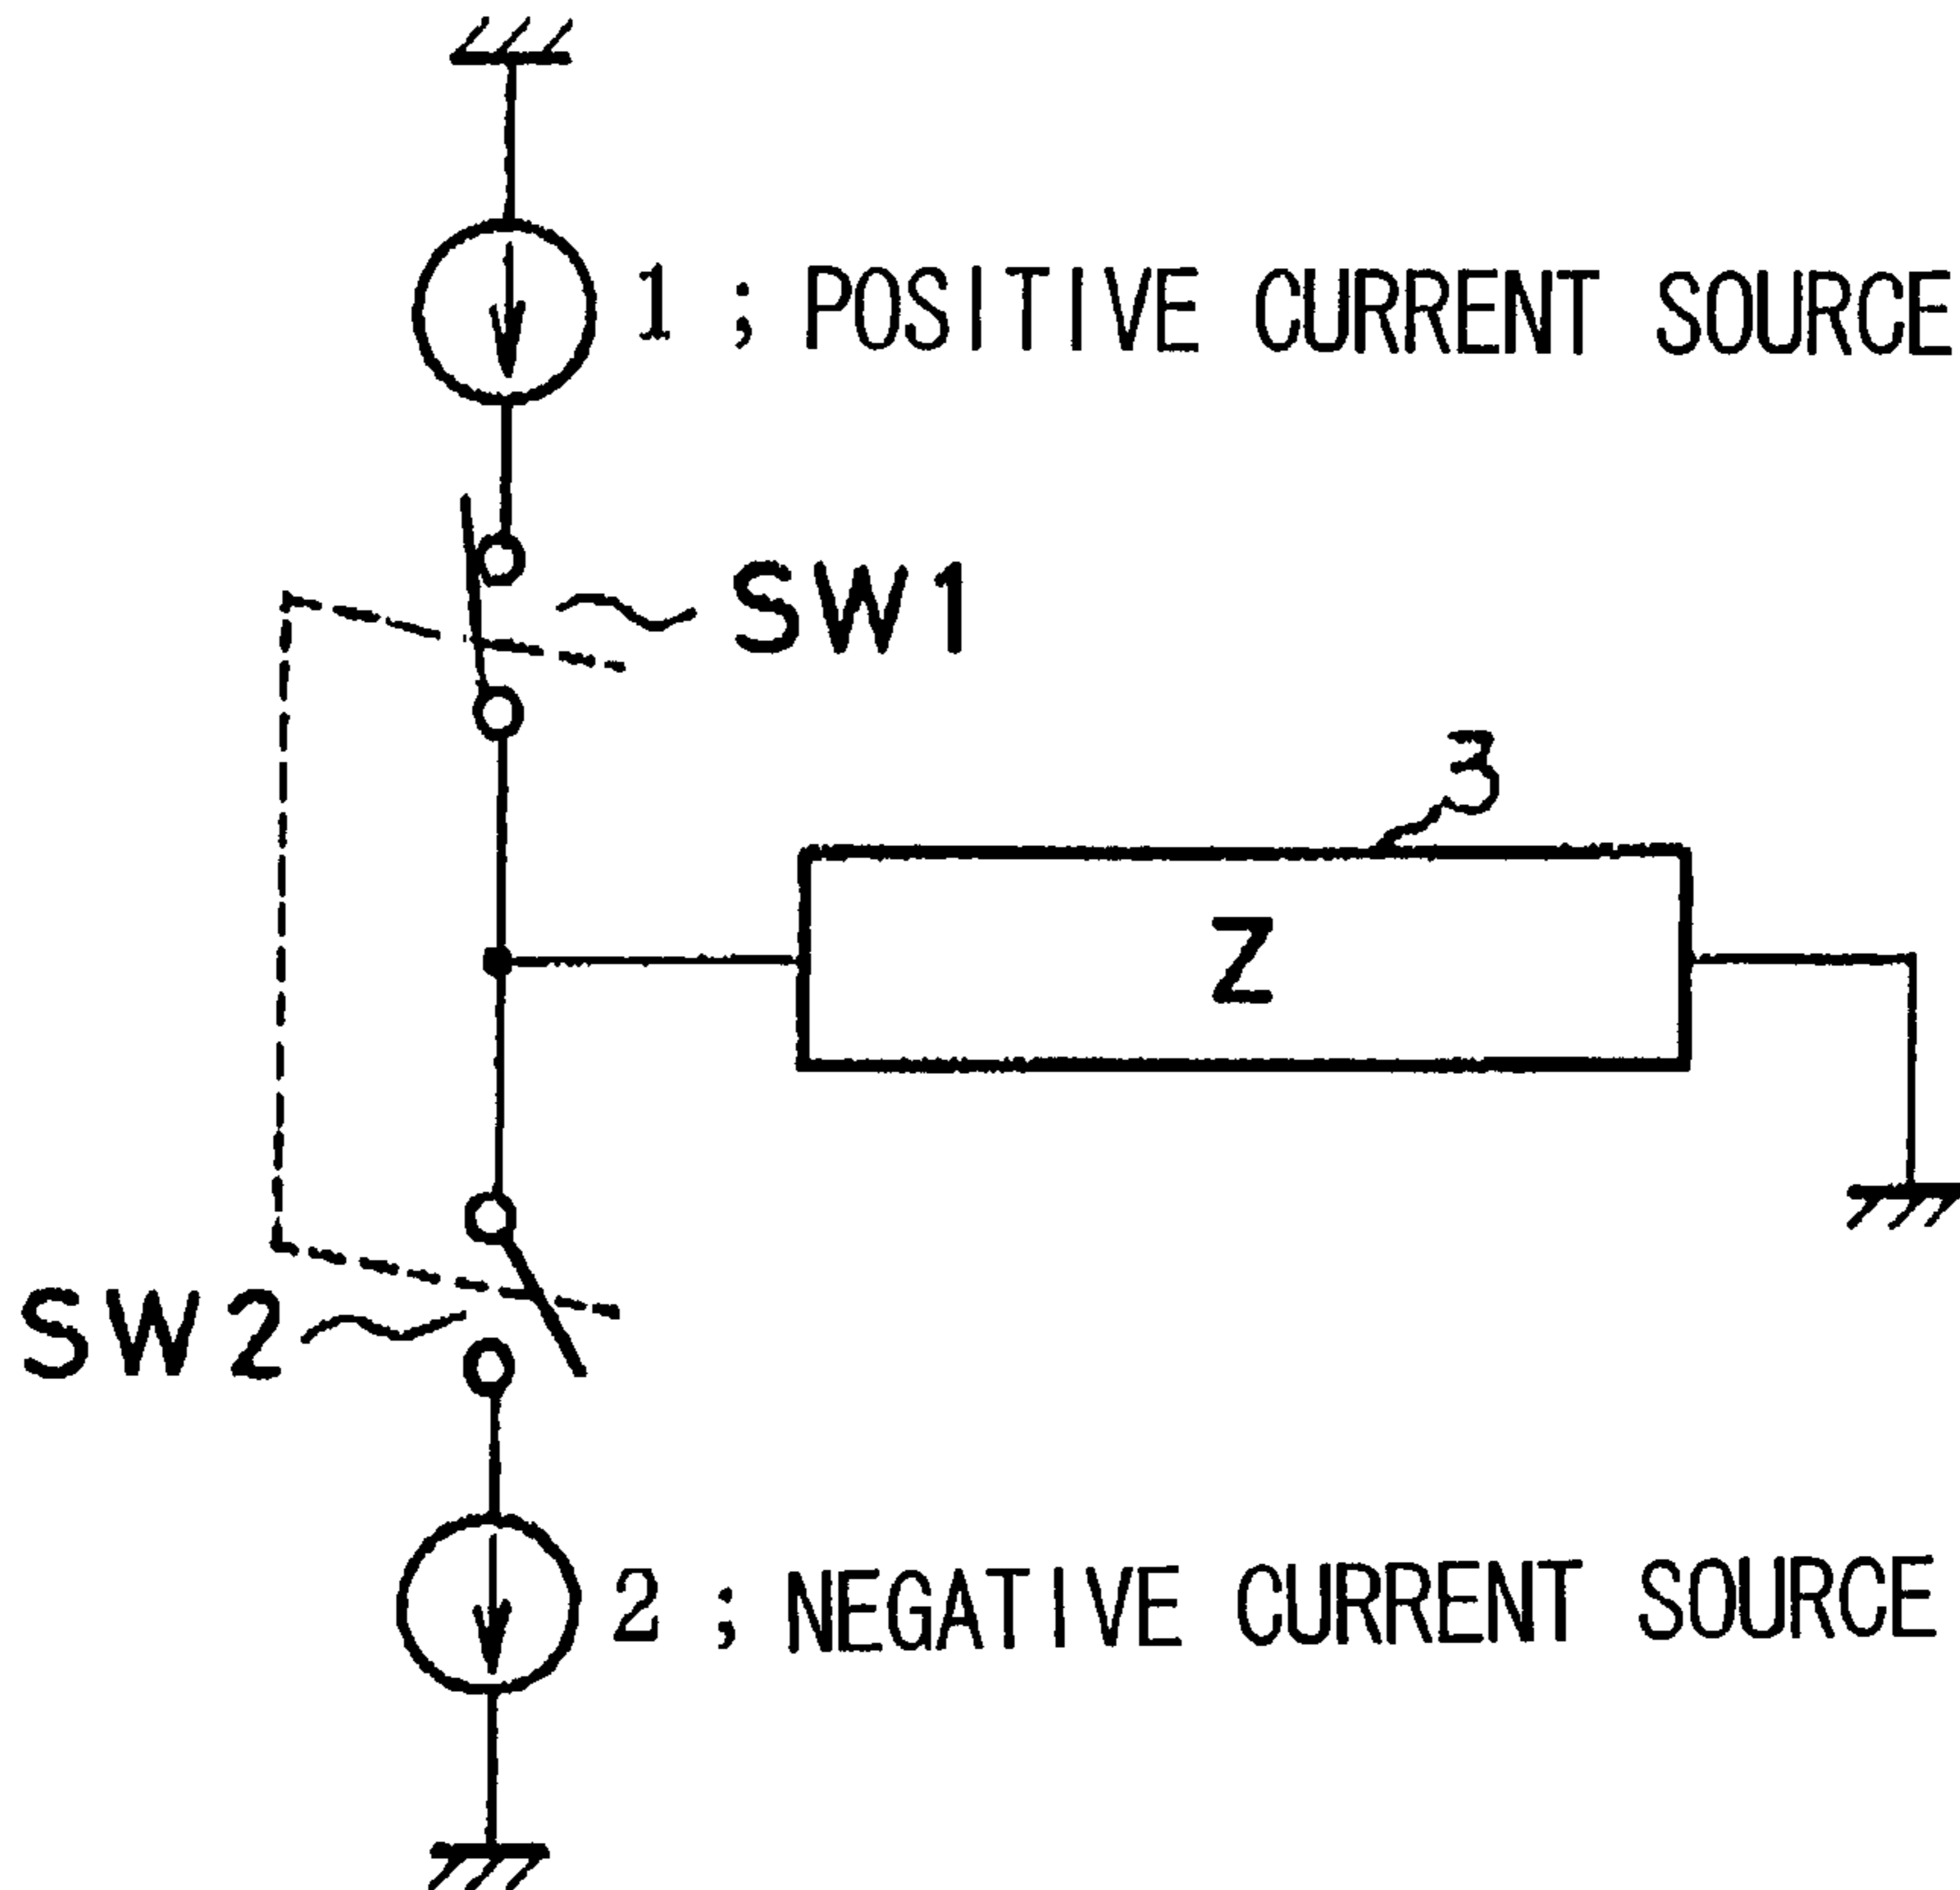 1 ; POSITIVE CURRENT SOURCE
SW1
3
Z
SW2
2 ; NEGATIVE CURRENT SOURCE